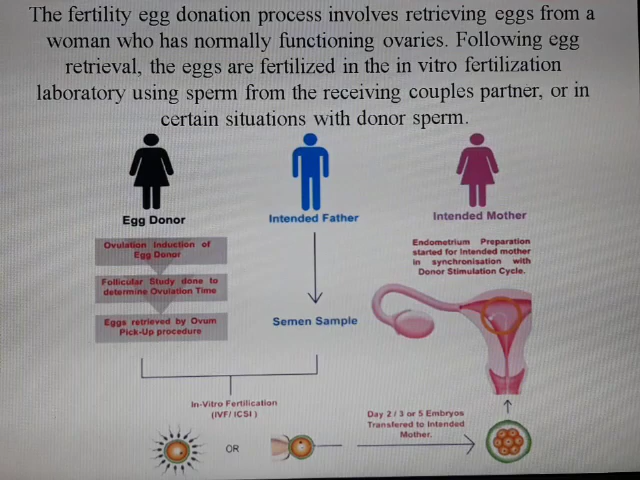 The fertility egg donation process involves retrieving eggs from a
woman who has normally functioning ovaries. Following egg
retrieval, the eggs are fertilized in the in vitro fertilization
laboratory using sperm from the receiving couples partner, or in
certain situations with donor sperm.
Egg Donor
Ovulation Induction of
Egg Donor
Follicular Study done to
determine Ovulation Time
Eggs retrieved by Ovum
Pick-Up procedure
Intended Father
Semen Sample
Intended Mother
Endometrium Preparation
started for Intended mother
in synchronisation with
Donor Stimulation Cycle.
In-Vitro Fertilication
(IVF/ ICSI )
OR
Day 2 / 3 or 5 Embryos
Transfered to Intended
Mother.